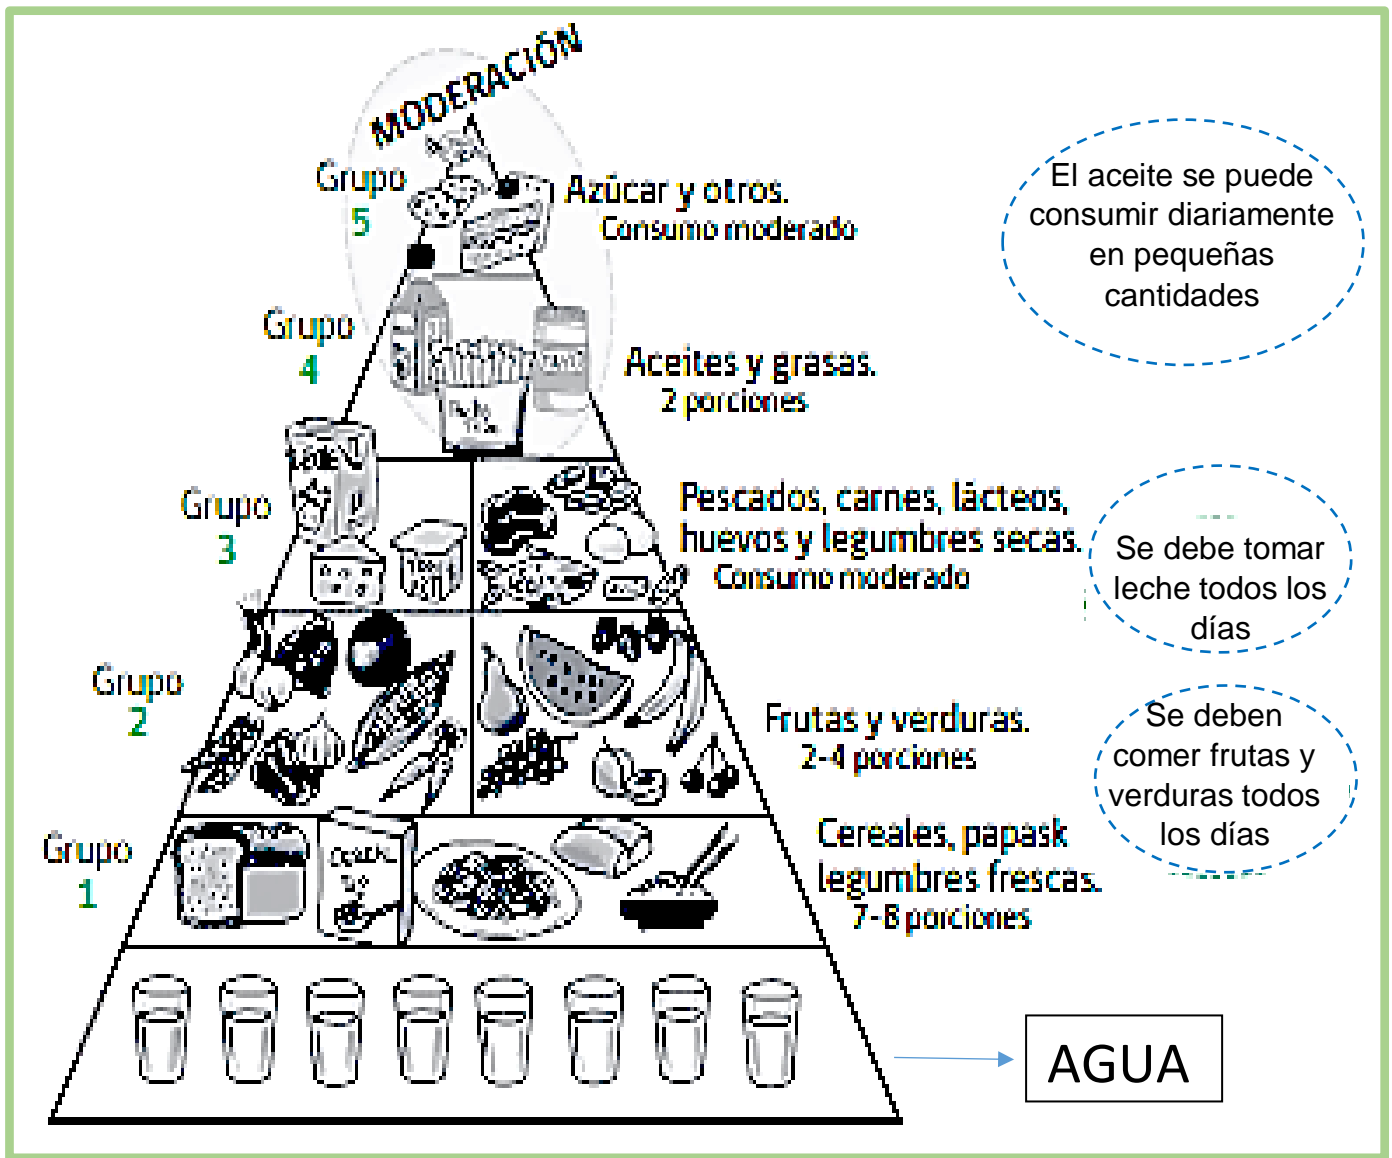 MODERACIÓN
Grupo
5
Azúcar y otros.
Consumo moderado
El aceite se puede
consumir diariamente
en pequeñas
cantidades
Grupo
4
Aceites y grasas.
2 porciones
Grupo
3
Pescados, carnes, lácteos,
huevos y legumbres secas.
Consumo moderado
Se debe tomar
leche todos los
días
Grupo
2
Frutas y verduras.
2-4 porciones
Se deben
comer frutas y
verduras todos
los días
Grupo
1
CEREAL
Cereales, papask
legumbres frescas.
7-8 porciones
AGUA